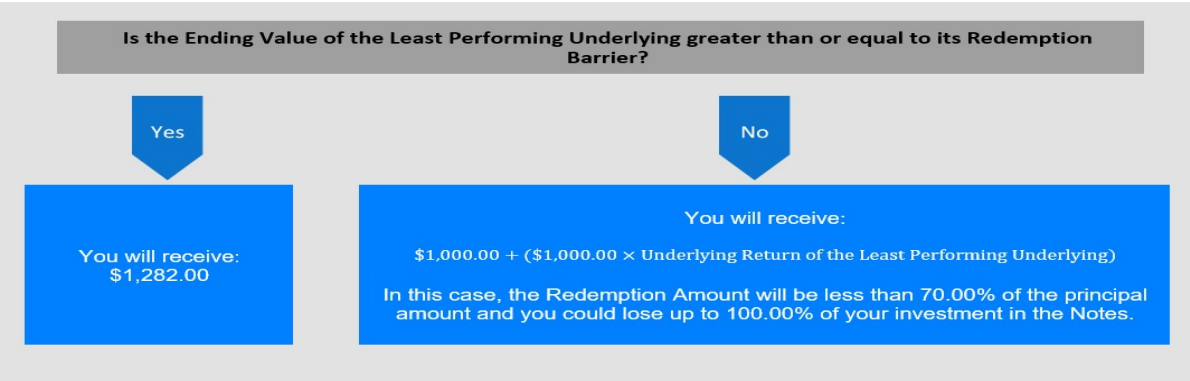 Is the Ending Value of the Least Performing Underlying greater than or equal to its Redemption
Barrier?
Yes
No
You will receive:
$1,282.00
You will receive:
$1,000.00 + ($1,000.00 × Underlying Return of the Least Performing Underlying)
In this case, the Redemption Amount will be less than 70.00% of the principal
amount and you could lose up to 100.00% of your investment in the Notes.